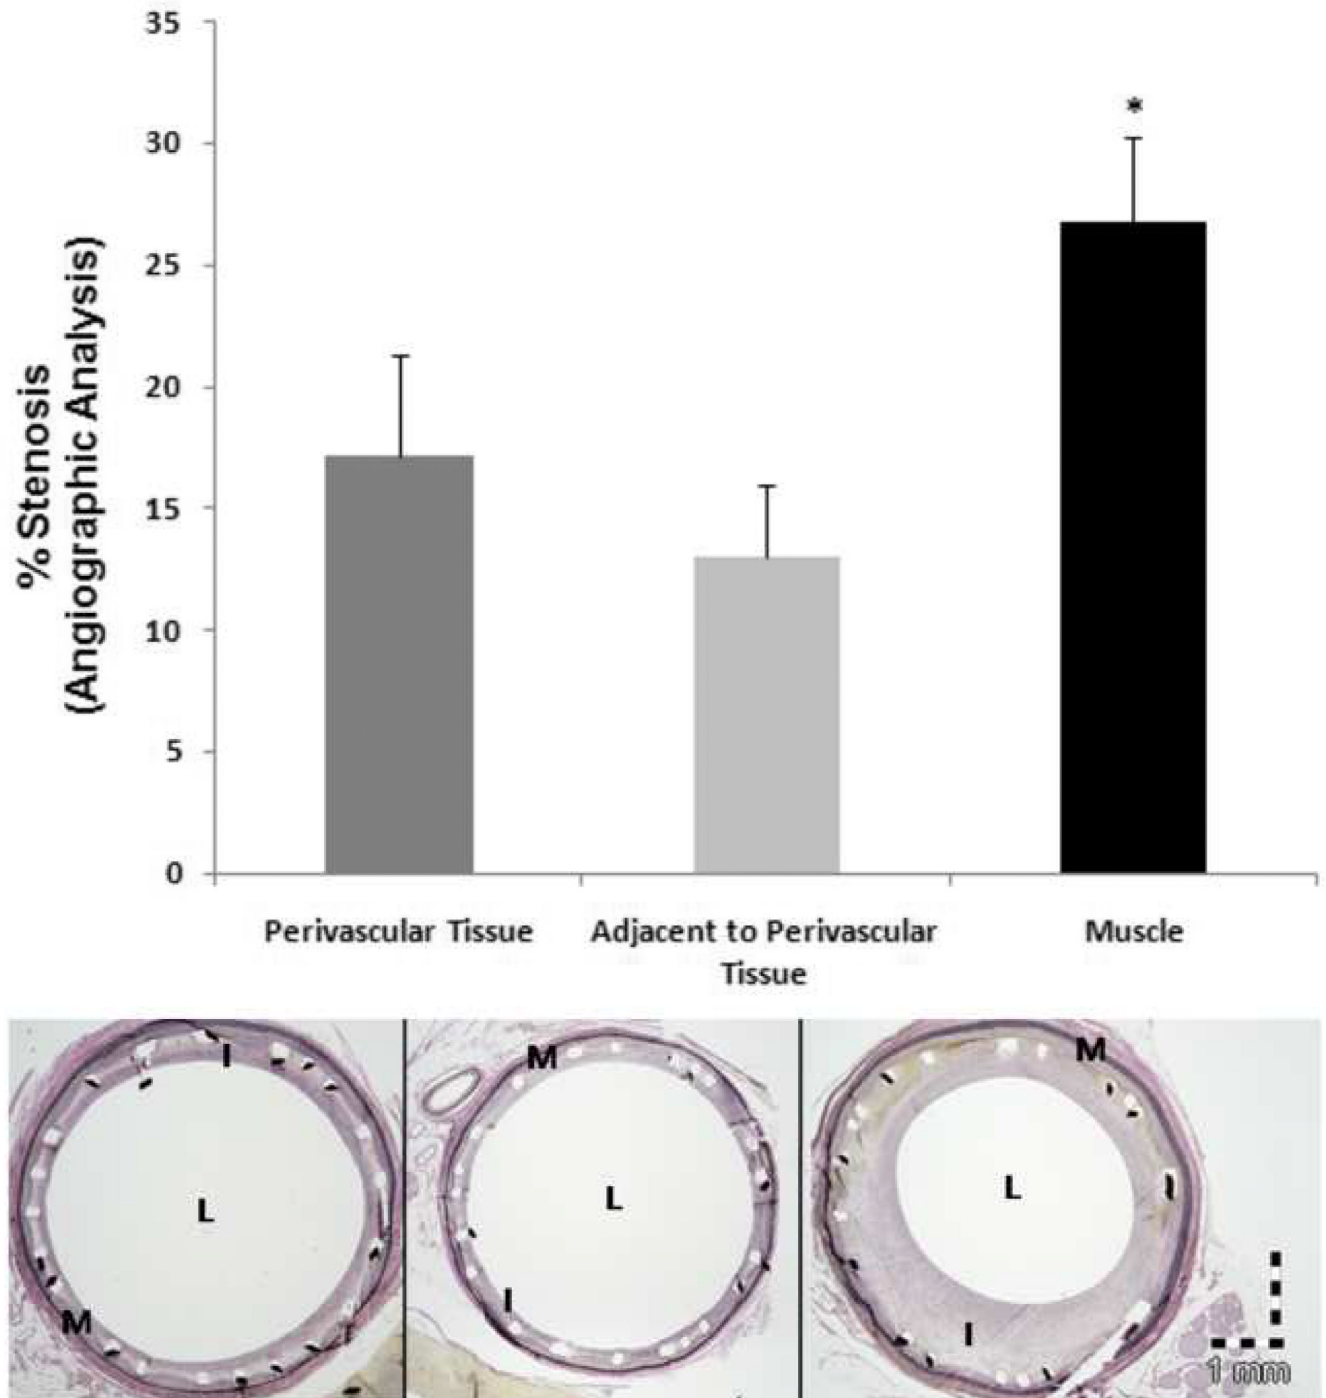 35
30
25
20
15
10
5
0
% Stenosis
(Angiographic Analysis)
*
Perivascular Tissue
Adjacent to Perivascular
Tissue
Muscle
I
L
M
M
L
I
M
L
I
1 mm